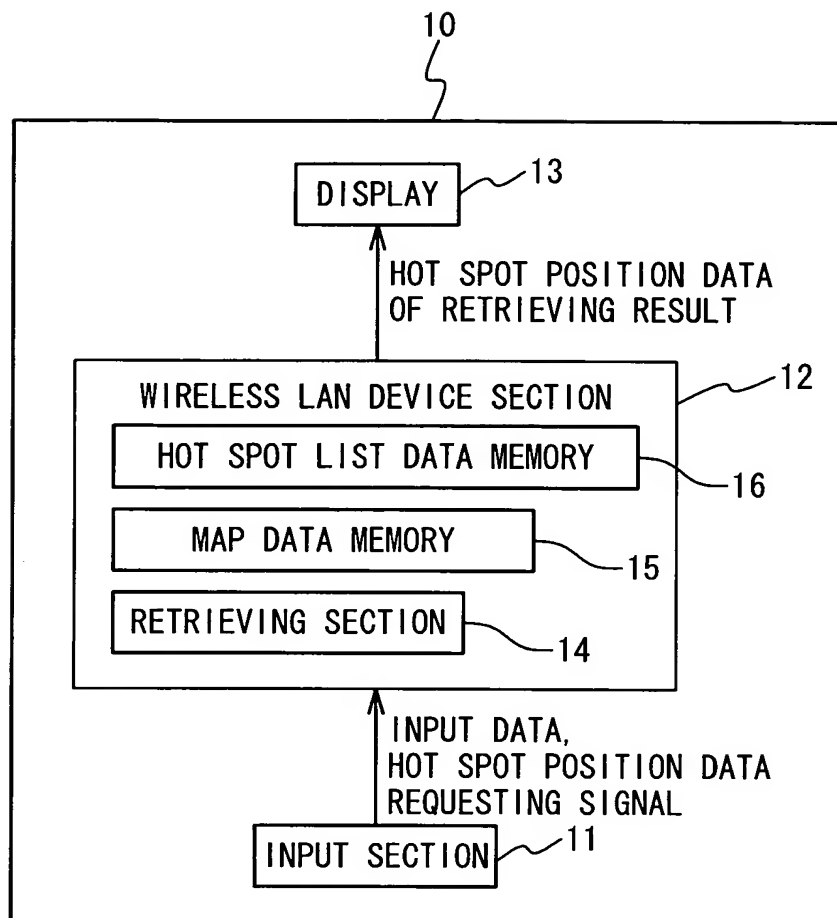 10
DISPLAY
13
HOT SPOT POSITION DATA
OF RETRIEVING RESULT
12
WIRELESS LAN DEVICE SECTION
HOT SPOT LIST DATA MEMORY
16
MAP DATA MEMORY
15
RETRIEVING SECTION
14
INPUT DATA,
HOT SPOT POSITION DATA
REQUESTING SIGNAL
INPUT SECTION
11